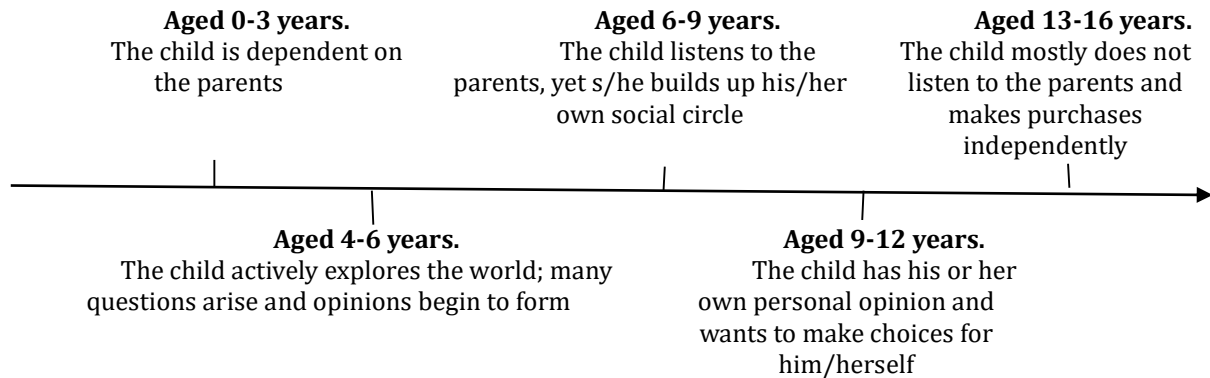 Aged 0-3 years.
The child is dependent on
the parents
Aged 6-9 years.
The child listens to the
parents, yet s/he builds up his/her
own social circle
Aged 13-16 years.
The child mostly does not
listen to the parents and
makes purchases
independently
Aged 4-6 years.
The child actively explores the world; many
questions arise and opinions begin to form
Aged 9-12 years.
The child has his or her
own personal opinion and
wants to make choices for
him/herself